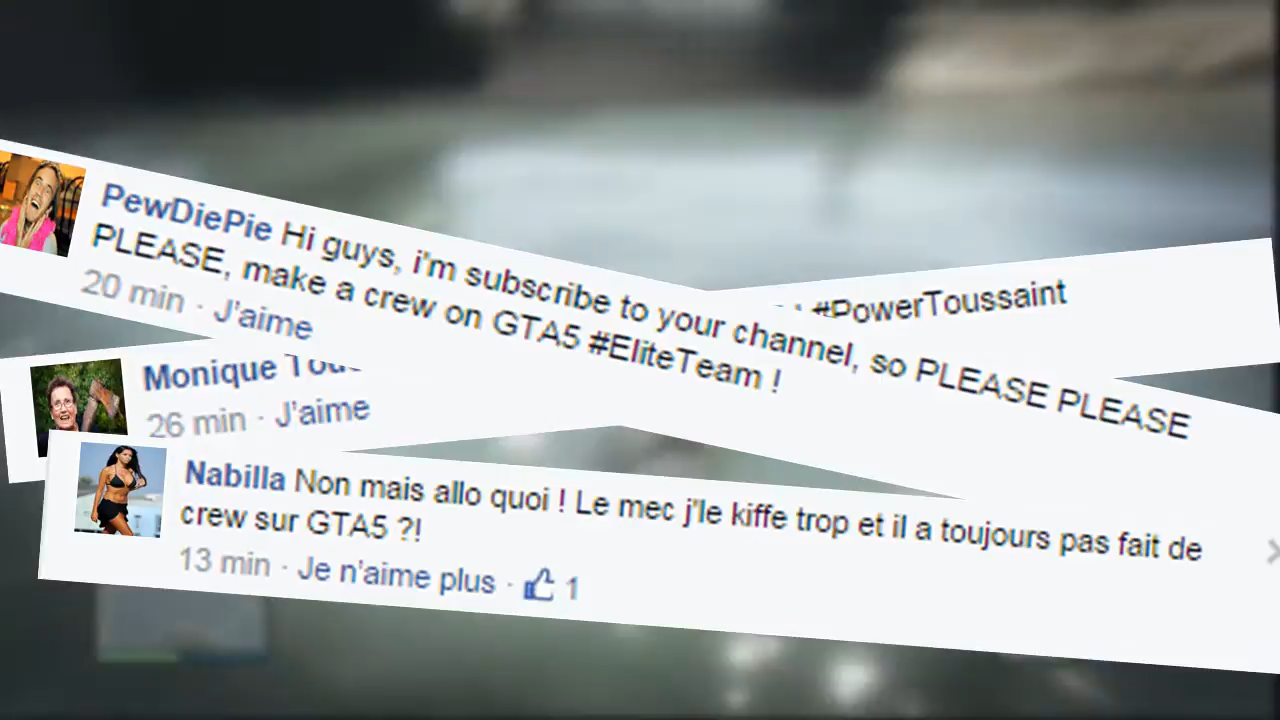 PewDiePie Hi guys, i'm subscribe to your channel, so PLEASE PLEASE
PLEASE, make a crew on GTA5 #EliteTeam !
20 min · J'aime
#PowerToussaint
Monique
26 min · J'aime
Nabilla Non mais allo quoi ! Le mec j'le kiffe trop et il a toujours pas fait de
crew sur GTA5 ?!
13 min · Je n'aime plus · 1